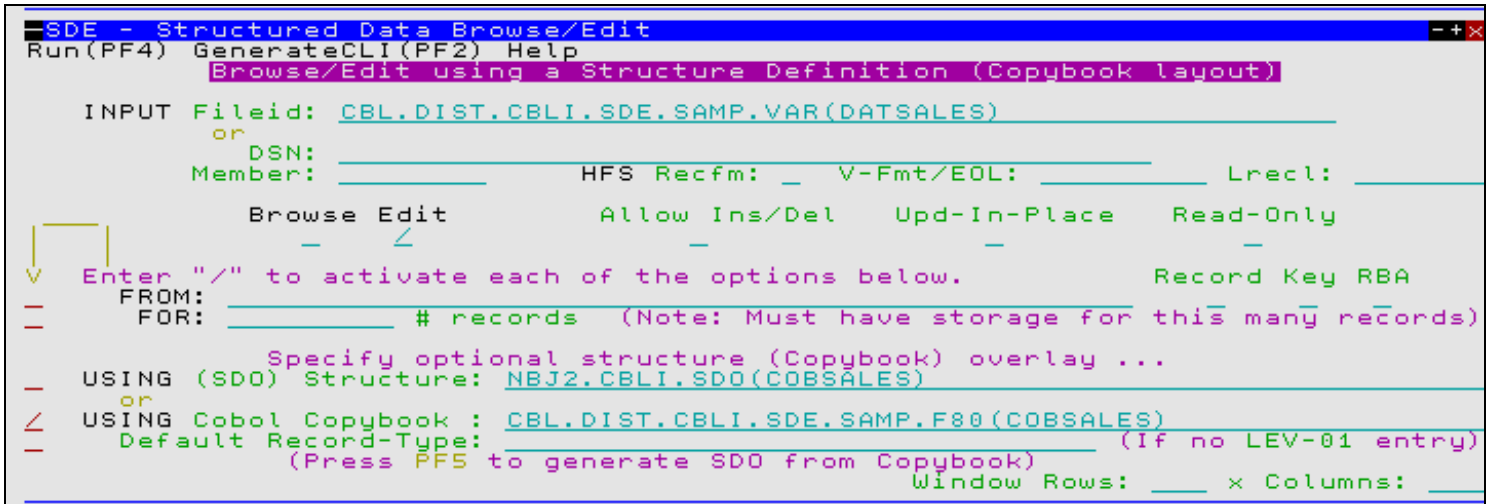 SDE - Structured Data Browse/Edit
Run(PF4) GenerateCLI(PF2) Help
Browse/Edit using a Structure Definition (Copybook layout)
INPUT Fileid: CBL.DIST.CBLI.SDE.SAMP.VAR(DATSALES)
or
DSN:
Member: HFS Recfm: _ V-Fmt/EOL: Lrecl:
Browse Edit Allow Ins/Del Upd-In-Place Read-Only
_ / _ _ _
V Enter "/" to activate each of the options below. Record Key RBA
_ FROM: _ _ _
_ FOR: # records (Note: Must have storage for this many records)
Specify optional structure (Copybook) overlay ...
_ USING (SDO) Structure: NBJ2.CBLI.SDO(COBSALES)
or
/ USING Cobol Copybook : CBL.DIST.CBLI.SDE.SAMP.F80(COBSALES)
_ Default Record-Type: (If no LEV-01 entry)
(Press PF5 to generate SDO from Copybook)
Window Rows: x Columns: